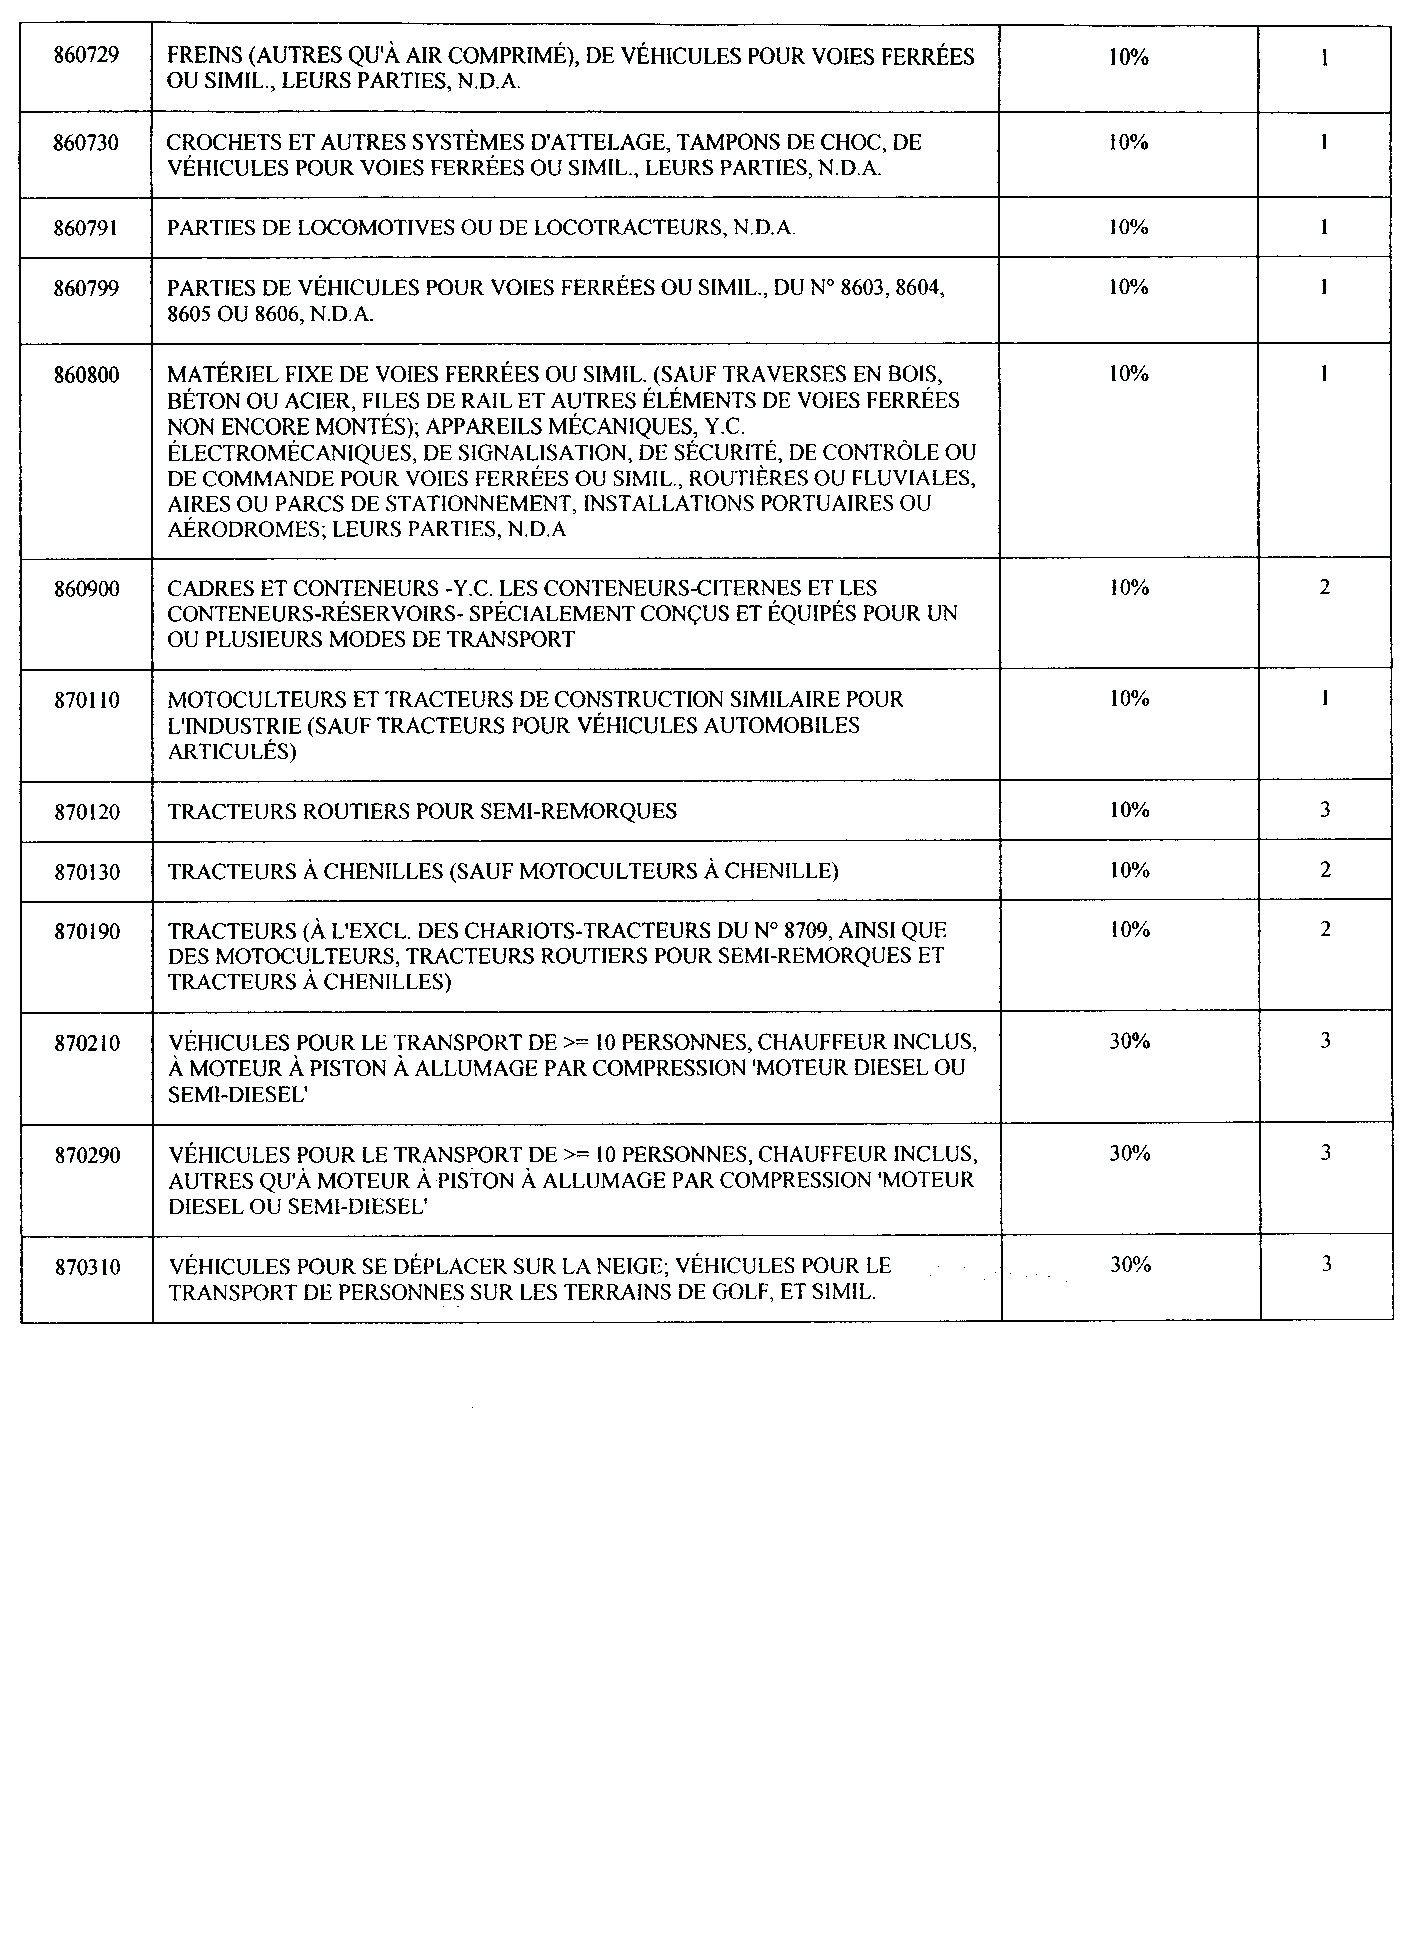 860729 FREINS (AUTRES QU'À AIR COMPRIMÉ), DE VÉHICULES POUR VOIES FERRÉES 10% 1
OU SIMIL., LEURS PARTIES, N.D.A.
860730 CROCHETS ET AUTRES SYSTÈMES D'ATTELAGE, TAMPONS DE CHOC, DE 10% 1
VÉHICULES POUR VOIES FERRÉES OU SIMIL., LEURS PARTIES, N.D.A.
860791 PARTIES DE LOCOMOTIVES OU DE LOCOTRACTEURS, N.D.A. 10% 1
860799 PARTIES DE VÉHICULES POUR VOIES FERRÉES OU SIMIL., DU N° 8603, 8604, 10% 1
8605 OU 8606, N.D.A.
860800 MATÉRIEL FIXE DE VOIES FERRÉES OU SIMIL. (SAUF TRAVERSES EN BOIS, 10% 1
BÉTON OU ACIER, FILES DE RAIL ET AUTRES ÉLÉMENTS DE VOIES FERRÉES
NON ENCORE MONTÉS); APPAREILS MÉCANIQUES, Y.C.
ÉLECTROMÉCANIQUES, DE SIGNALISATION, DE SÉCURITÉ, DE CONTRÔLE OU
DE COMMANDE POUR VOIES FERRÉES OU SIMIL., ROUTIÈRES OU FLUVIALES,
AIRES OU PARCS DE STATIONNEMENT, INSTALLATIONS PORTUAIRES OU
AÉRODROMES; LEURS PARTIES, N.D.A
860900 CADRES ET CONTENEURS -Y.C. LES CONTENEURS-CITERNES ET LES 10% 2
CONTENEURS-RÉSERVOIRS- SPÉCIALEMENT CONÇUS ET ÉQUIPÉS POUR UN
OU PLUSIEURS MODES DE TRANSPORT
870110 MOTOCULTEURS ET TRACTEURS DE CONSTRUCTION SIMILAIRE POUR 10% 1
L'INDUSTRIE (SAUF TRACTEURS POUR VÉHICULES AUTOMOBILES
ARTICULÉS)
870120 TRACTEURS ROUTIERS POUR SEMI-REMORQUES 10% 3
870130 TRACTEURS À CHENILLES (SAUF MOTOCULTEURS À CHENILLE) 10% 2
870190 TRACTEURS (À L'EXCL. DES CHARIOTS-TRACTEURS DU N° 8709, AINSI QUE 10% 2
DES MOTOCULTEURS, TRACTEURS ROUTIERS POUR SEMI-REMORQUES ET
TRACTEURS À CHENILLES)
870210 VÉHICULES POUR LE TRANSPORT DE >= 10 PERSONNES, CHAUFFEUR INCLUS, 30% 3
À MOTEUR À PISTON À ALLUMAGE PAR COMPRESSION 'MOTEUR DIESEL OU
SEMI-DIESEL'
870290 VÉHICULES POUR LE TRANSPORT DE >= 10 PERSONNES, CHAUFFEUR INCLUS, 30% 3
AUTRES QU'À MOTEUR À PISTON À ALLUMAGE PAR COMPRESSION 'MOTEUR
DIESEL OU SEMI-DIESEL'
870310 VÉHICULES POUR SE DÉPLACER SUR LA NEIGE; VÉHICULES POUR LE 30% 3
TRANSPORT DE PERSONNES SUR LES TERRAINS DE GOLF, ET SIMIL.